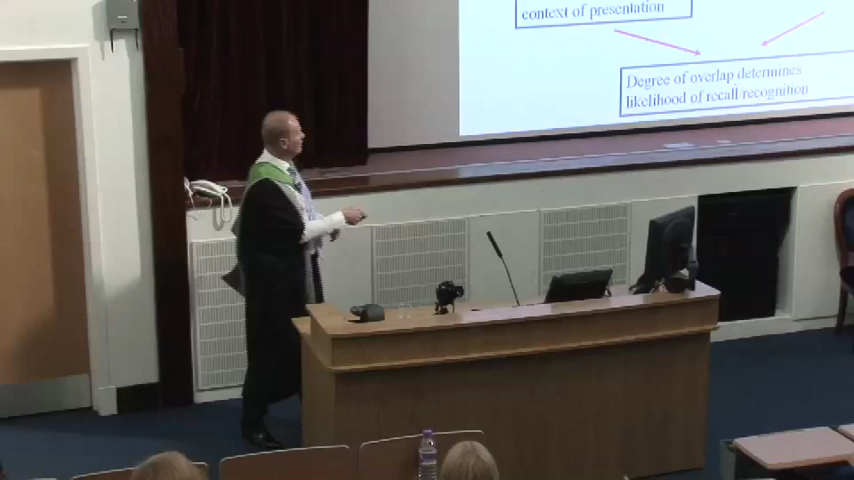 context of presentation
Degree of overlap determines
likelihood of recall recognition